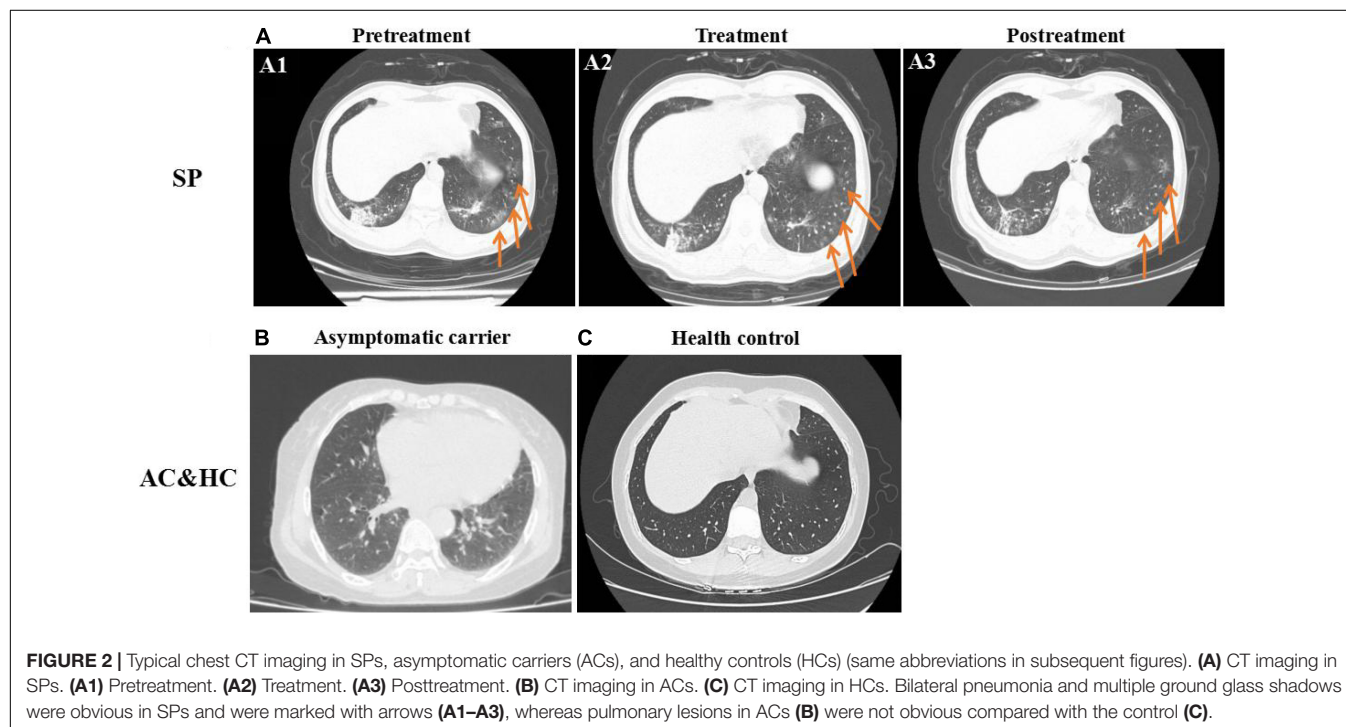 A
Pretreatment Treatment Postreatment
A1 A2 A3
SP
B Asymptomatic carrier C Health control
AC&HC
FIGURE 2 | Typical chest CT imaging in SPs, asymptomatic carriers (ACs), and healthy controls (HCs) (same abbreviations in subsequent figures). (A) CT imaging in
SPs. (A1) Pretreatment. (A2) Treatment. (A3) Posttreatment. (B) CT imaging in ACs. (C) CT imaging in HCs. Bilateral pneumonia and multiple ground glass shadows
were obvious in SPs and were marked with arrows (A1–A3), whereas pulmonary lesions in ACs (B) were not obvious compared with the control (C).